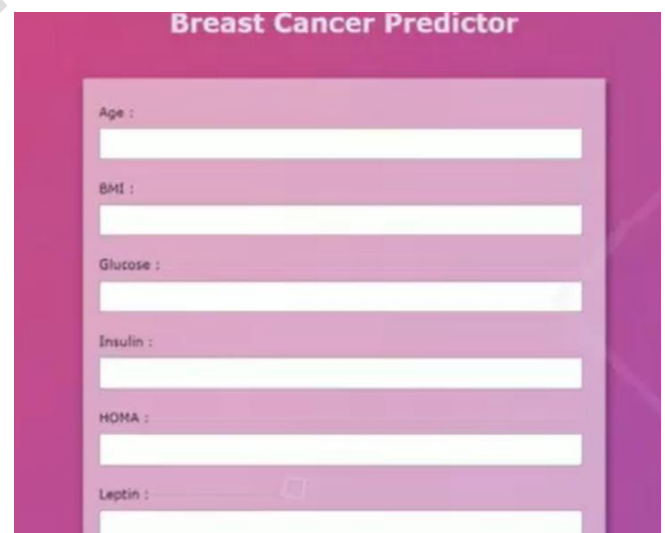 Breast Cancer Predictor
Age :
BMI :
Glucose :
Insulin :
HOMA :
Leptin :